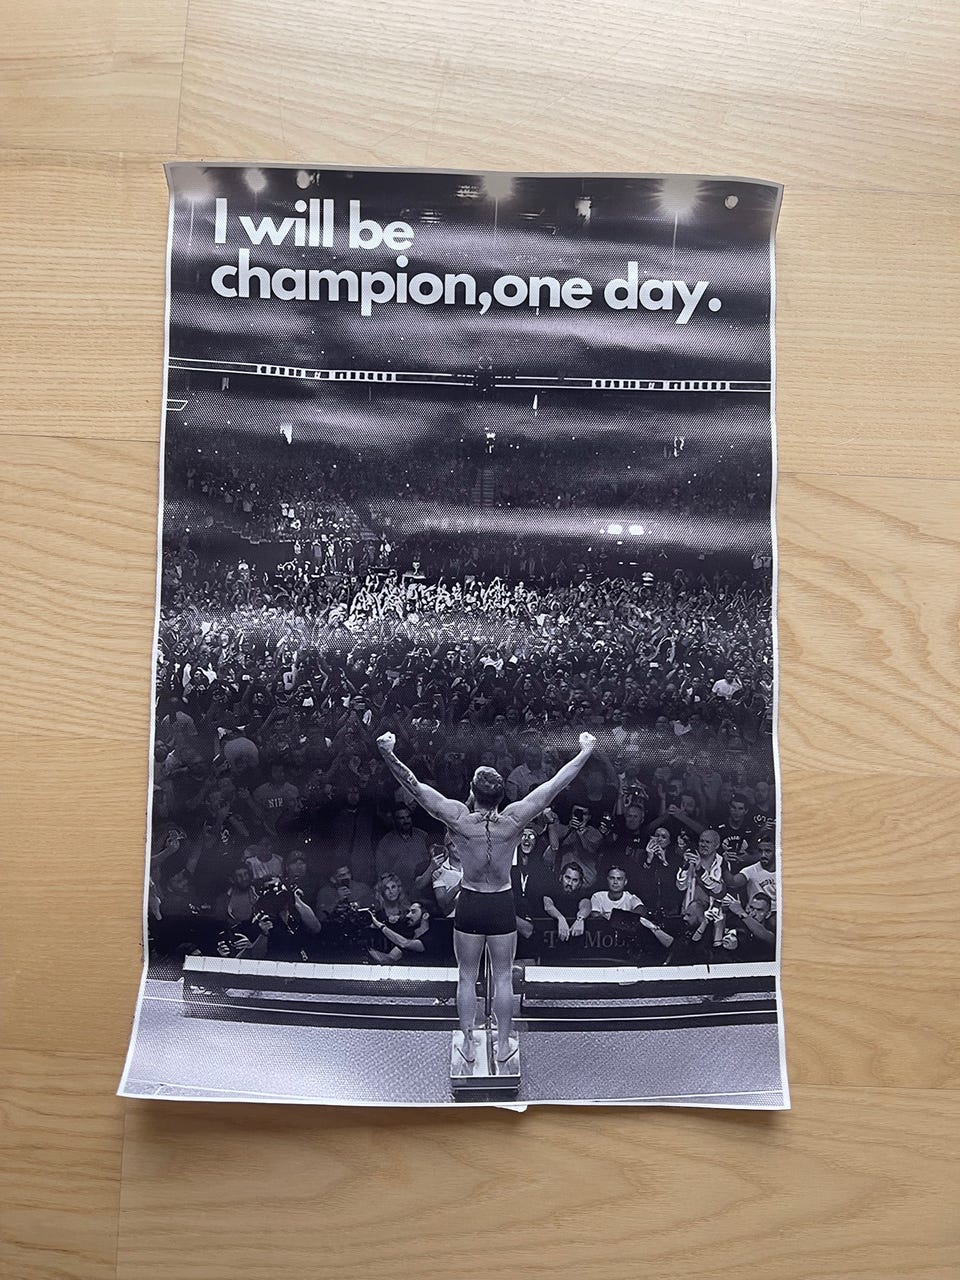 I will be
champion,one day.